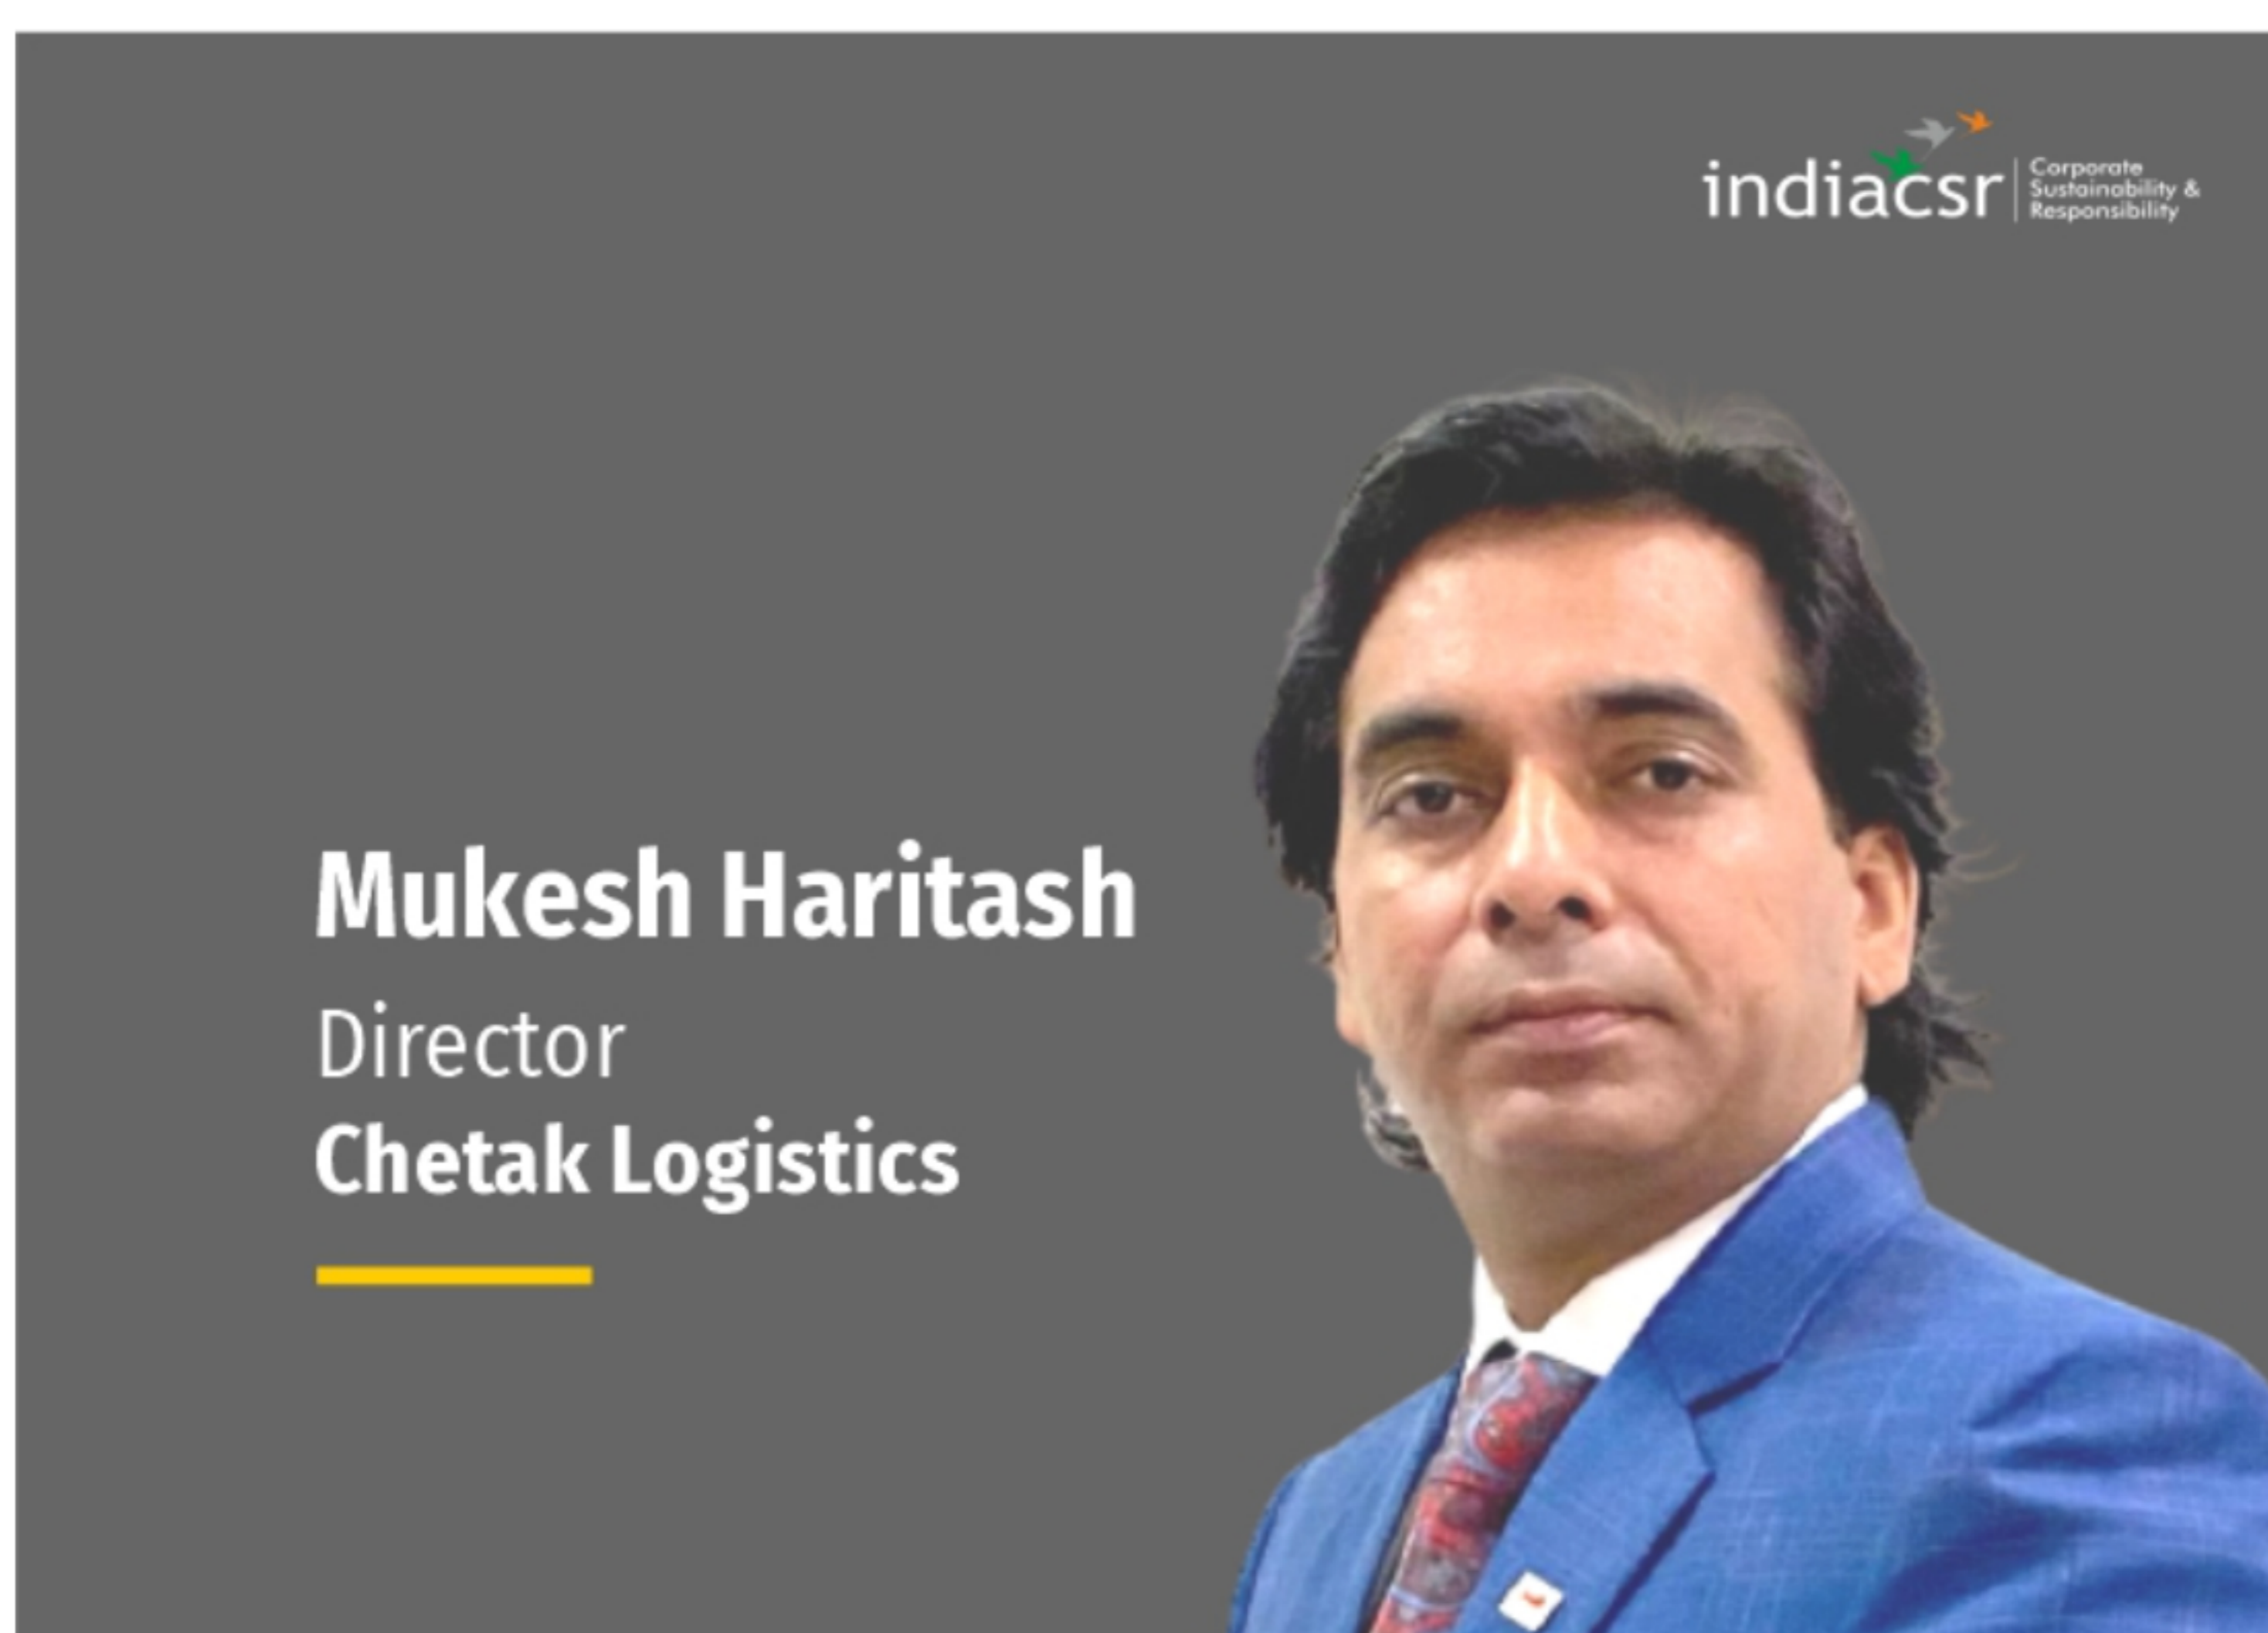 indiacsr
Corporate
Sustainability &
Responsibility
Mukesh Haritash
Director
Chetak Logistics